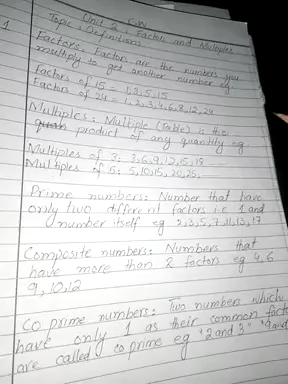 C.W
Unit 2: Factors and Multiples
Topic: Definitions
1
Factors: Factors are the numbers you
multiply to get another number eg.
Factors of 15 = 1,3,5,15
Factors of 24 = 1,2,3,4,6,8,12,24
Multiples: Multiple (Table) is the
product of any quantity eg
Multiples of 3: 3,6,9,12,15,18
Multiples of 5: 5,10,15,20,25,
Prime numbers: Number that have
only two different factors i.e 1 and
number itself eg 2,3,5,7,11,13,17
Composite numbers: Numbers that
have more than 2 factors eg 4,6
9,10,12
Co prime numbers: Two numbers which
have only 1 as their common fact
are called co prime eg "2 and 3"